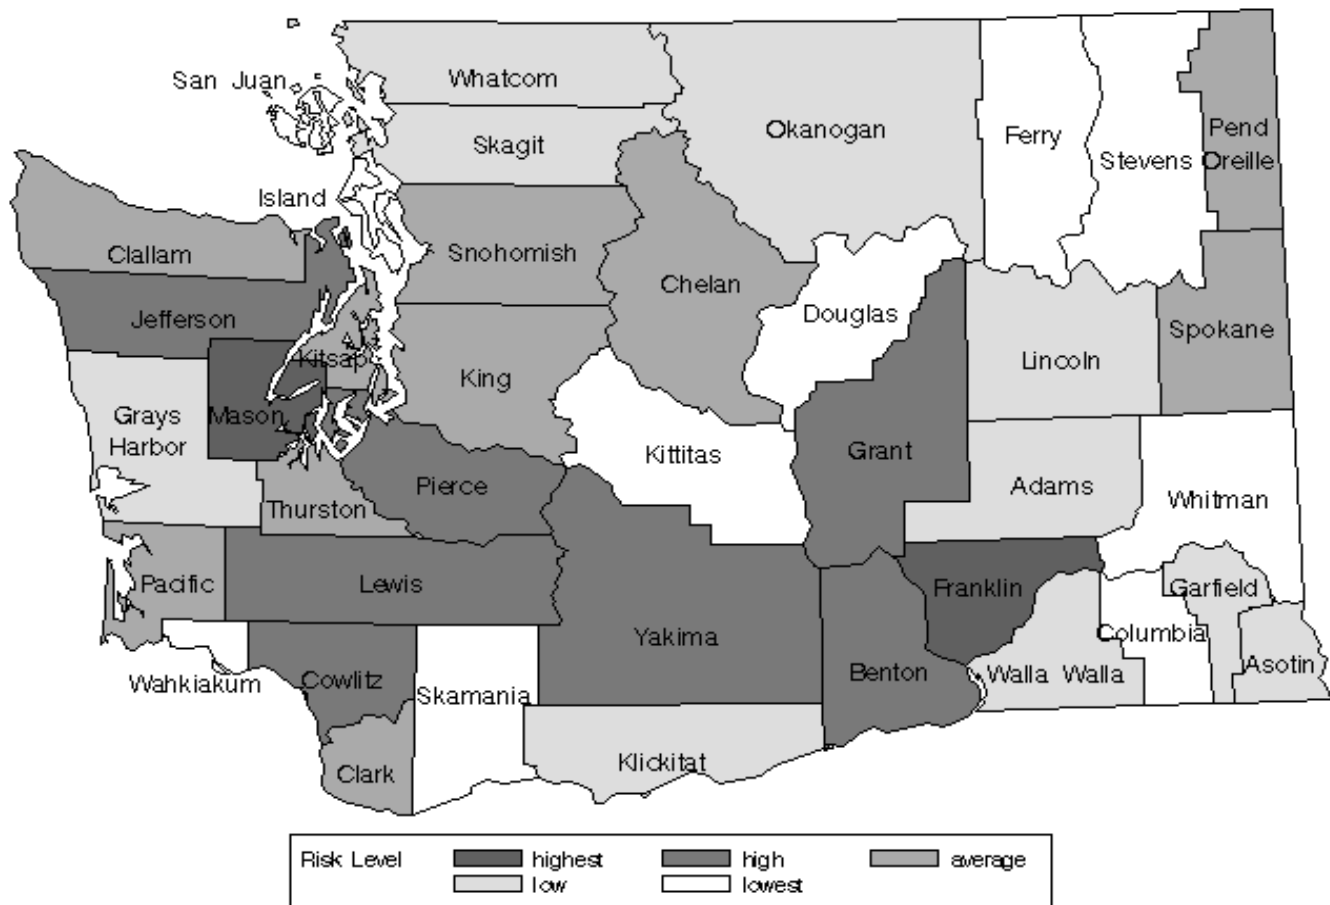 Whatcom
San Juan
Skagit
Okanogan
Ferry
Stevens
Pend
Oreille
Island
Clallam
Snohomish
Chelan
Douglas
Jefferson
Kitsap
King
Lincoln
Spokane
Grays
Harbor
Mason
Kittitas
Grant
Adams
Whitman
Pierce
Thurston
Pacific
Lewis
Franklin
Garfield
Yakima
Columbia
Wahkiakum
Cowlitz
Skamania
Benton
Walla Walla
Asotin
Clark
Klickitat
Risk Level highest high average
low lowest